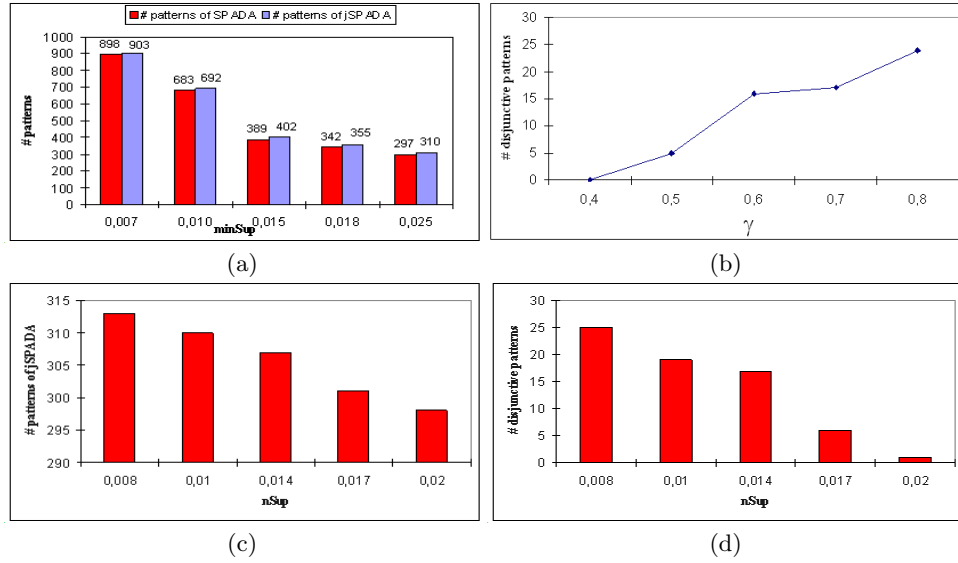 # patterns of SPADA # patterns of jSPADA
# patterns
1000
900
800
700
600
500
400
300
200
100
0
898 903
683 692
389 402
342 355
297 310
0,007 0,010 0,015 0,018 0,025
minSup
(a)
# disjunctive patterns
30
25
20
15
10
5
0
0,4 0,5 0,6 0,7 0,8
γ
(b)
# patterns of jSPADA
315
310
305
300
295
290
0,008 0,01 0,014 0,017 0,02
nSup
(c)
# disjunctive patterns
30
25
20
15
10
5
0
0,008 0,01 0,014 0,017 0,02
nSup
(d)